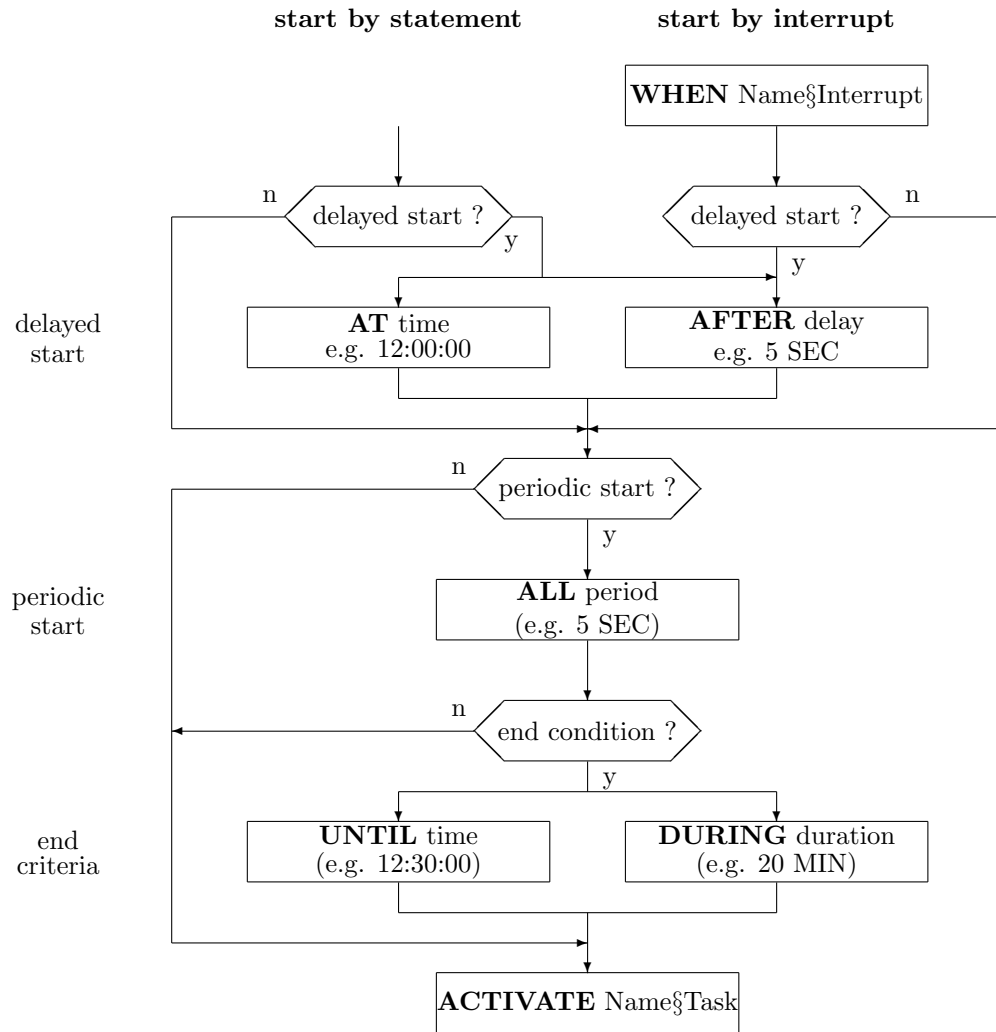 start by statement
start by interrupt
WHEN Name§Interrupt
n
delayed start ?
y
delayed start ?
n
y
delayed
start
AT time
e.g. 12:00:00
AFTER delay
e.g. 5 SEC
n
periodic start ?
y
periodic
start
ALL period
(e.g. 5 SEC)
n
end condition ?
y
end
criteria
UNTIL time
(e.g. 12:30:00)
DURING duration
(e.g. 20 MIN)
ACTIVATE Name§Task